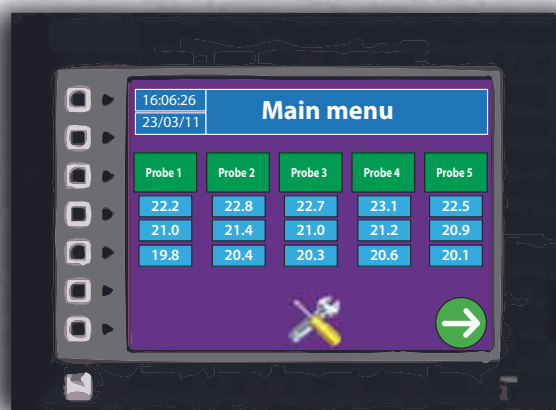 16:06:26
Main menu
23/03/11
Probe 1 Probe 2 Probe 3 Probe 4 Probe 5
22.2 22.8 22.7 23.1 22.5
21.0 21.4 21.0 21.2 20.9
19.8 20.4 20.3 20.6 20.1